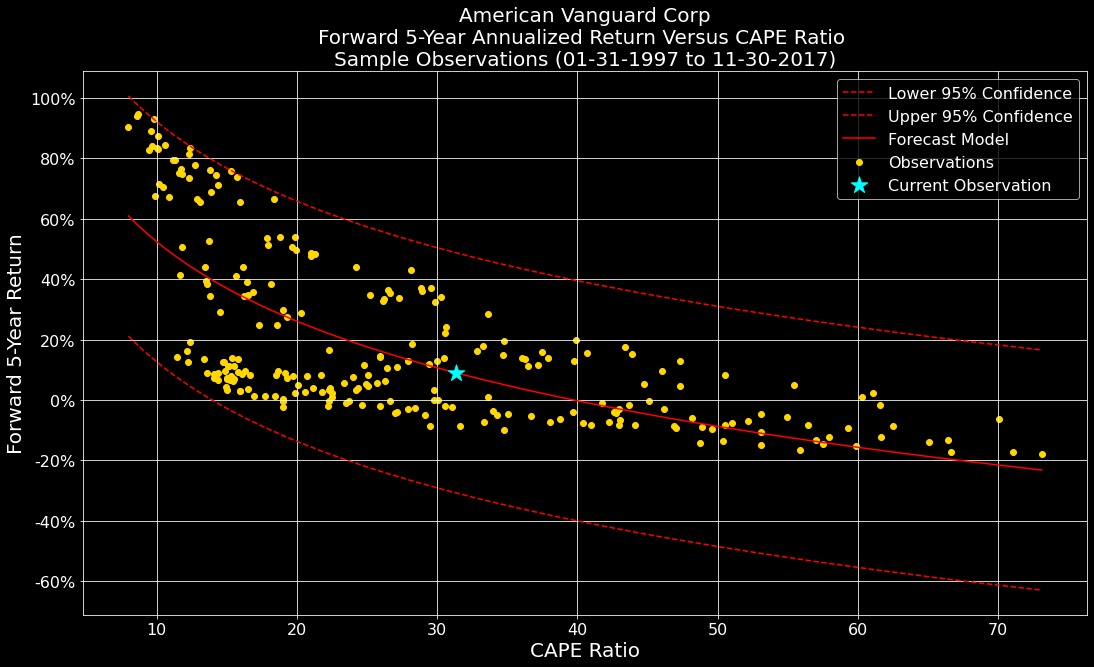 American Vanguard Corp
Forward 5-Year Annualized Return Versus CAPE Ratio
Sample Observations (01-31-1997 to 11-30-2017)
Lower 95% Confidence
Upper 95% Confidence
Forecast Model
Observations
Current Observation
Forward 5-Year Return
100%
80%
60%
40%
20%
0%
-20%
-40%
-60%
10 20 30 40 50 60 70
CAPE Ratio